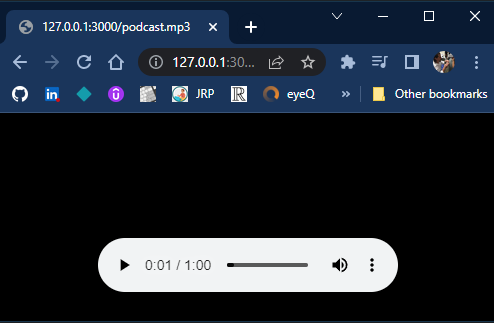 127.0.0.1:3000/podcast.mp3
127.0.0.1:30...
in
JRP
R
eyeQ
»
Other bookmarks
0:01 / 1:00